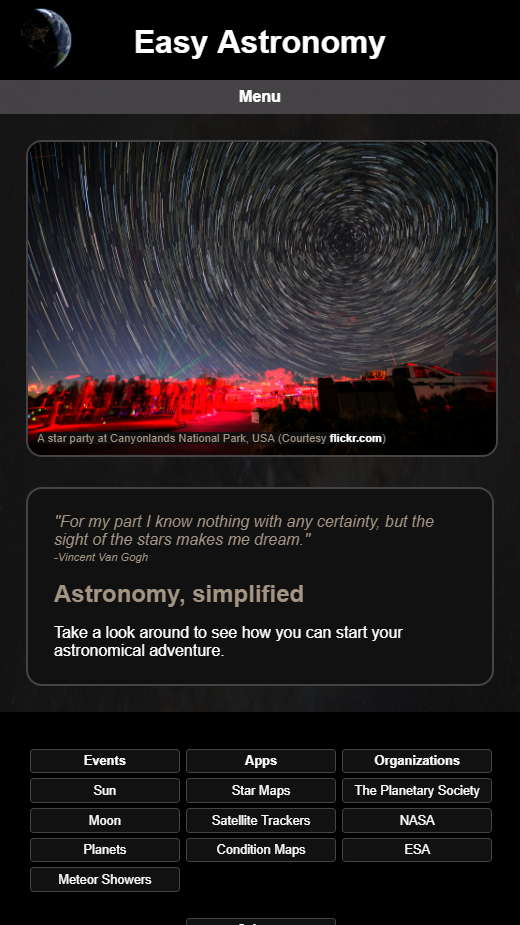 Easy Astronomy
Menu
A star party at Canyonlands National Park, USA (Courtesy flickr.com)
"For my part I know nothing with any certainty, but the
sight of the stars makes me dream."
-Vincent Van Gogh
Astronomy, simplified
Take a look around to see how you can start your
astronomical adventure.
Events
Apps
Organizations
Sun
Star Maps
The Planetary Society
Moon
Satellite Trackers
NASA
Planets
Condition Maps
ESA
Meteor Showers